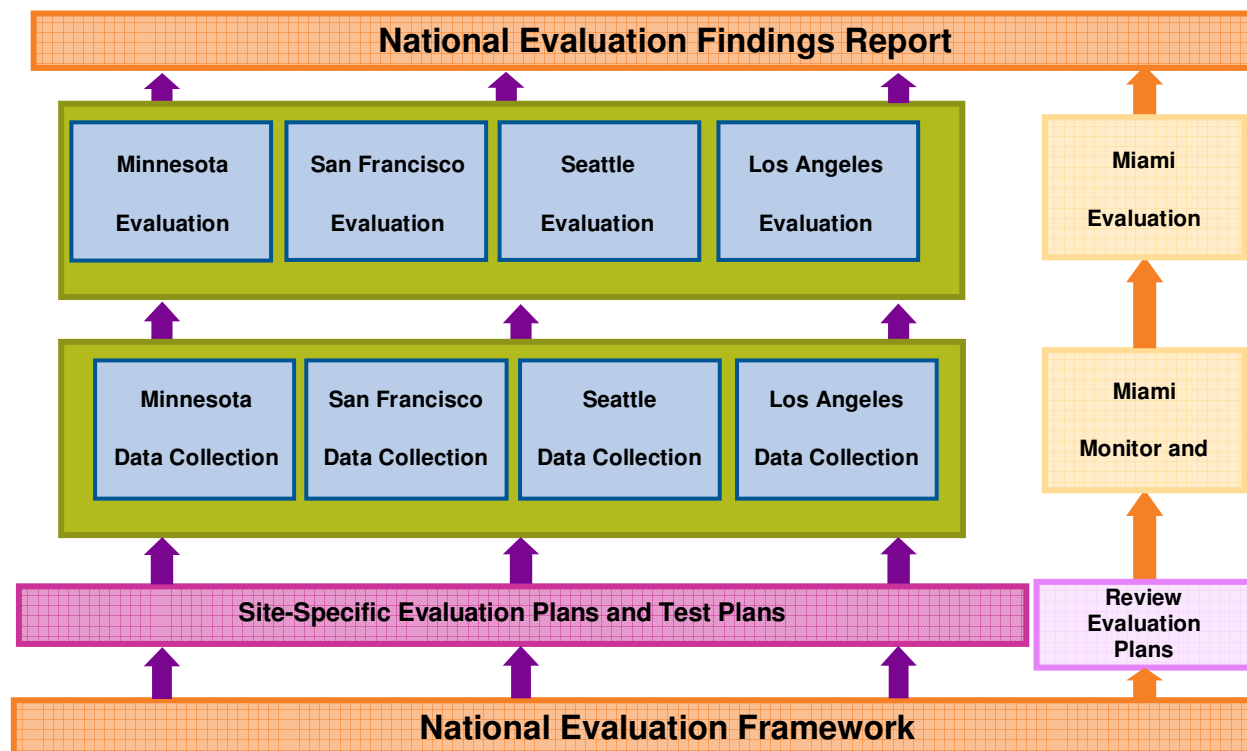 National Evaluation Findings Report
Minnesota
Evaluation
San Francisco
Evaluation
Seattle
Evaluation
Los Angeles
Evaluation
Miami
Evaluation
Minnesota
Data Collection
San Francisco
Data Collection
Seattle
Data Collection
Los Angeles
Data Collection
Miami
Monitor and
Site-Specific Evaluation Plans and Test Plans
Review
Evaluation
Plans
National Evaluation Framework